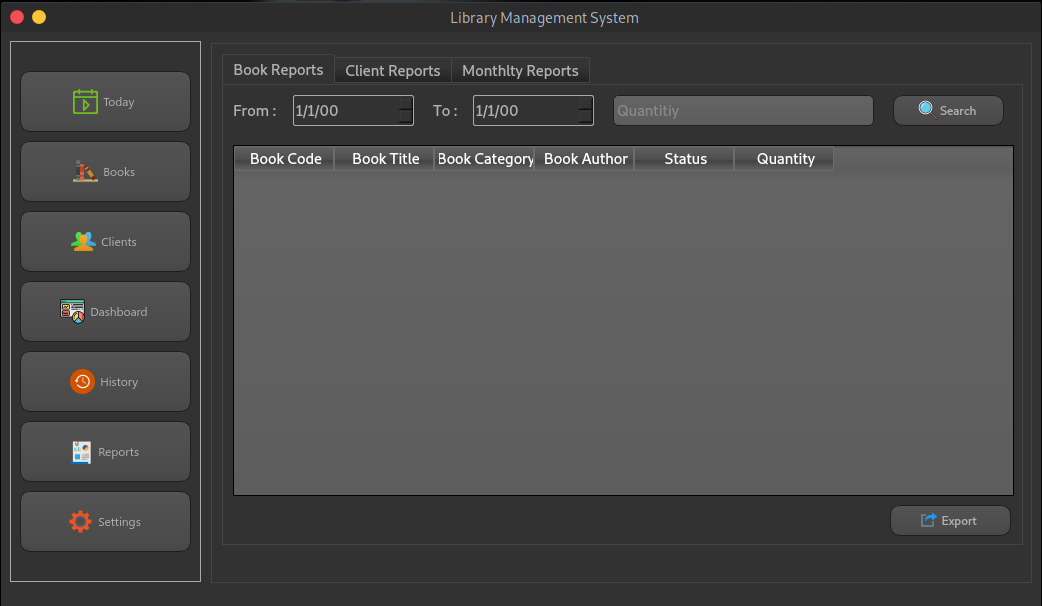 Library Management System
Today
Books
Clients
Dashboard
History
Reports
Settings
Book Reports Client Reports Monthlty Reports
From : 1/1/00 To : 1/1/00 Quantitiy Search
Book Code Book Title Book Category Book Author Status Quantity
Export